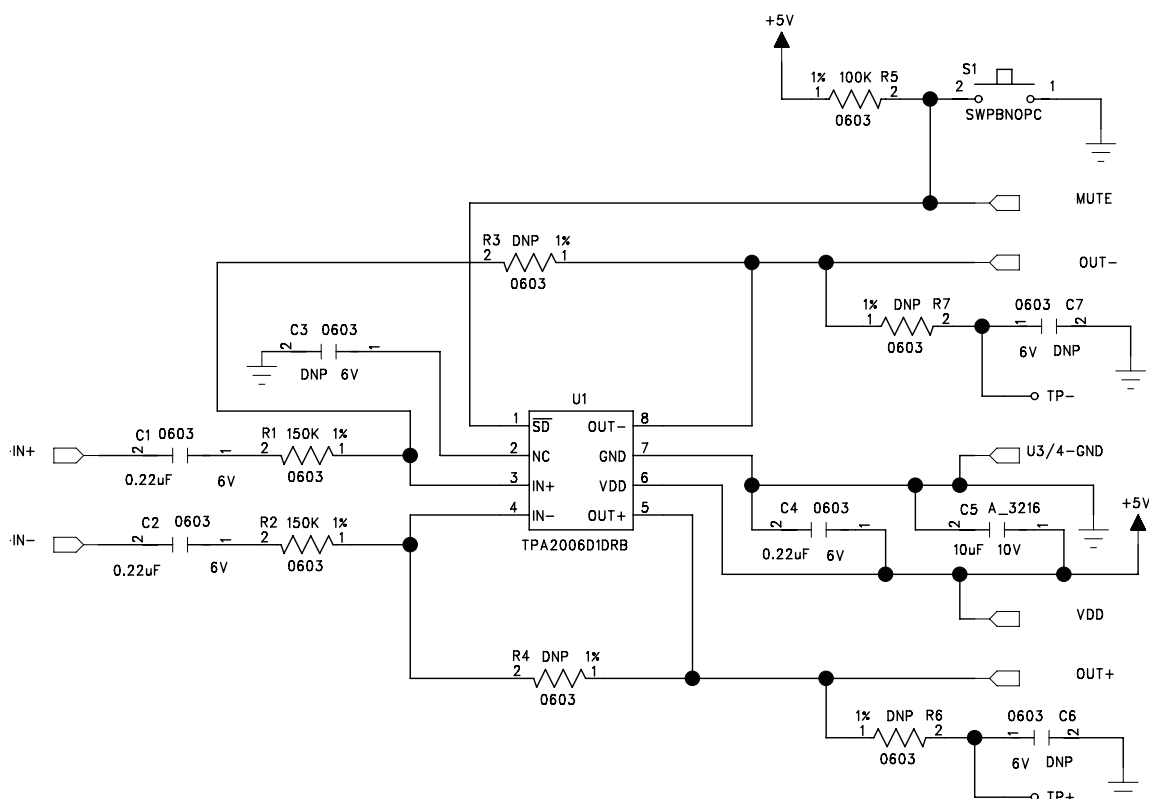 +5V
1% 100K R5
1 2
0603
S1
2 1
SWPBNOPC
MUTE
R3 DNP 1%
2 1
0603
OUT-
1% DNP R7
1 2
0603
0603 C7
1 2
6V DNP
TP-
C3 0603
2 1
DNP 6V
U1
1 SD OUT- 8
2 NC GND 7
3 IN+ VDD 6
4 IN- OUT+ 5
TPA2006D1DRB
IN+
C1 0603
2 1
0.22uF 6V
R1 150K 1%
2 1
0603
IN-
C2 0603
2 1
0.22uF 6V
R2 150K 1%
2 1
0603
U3/4-GND
C4 0603
2 1
0.22uF 6V
C5 A_3216
2 1
10uF 10V
+5V
VDD
R4 DNP 1%
2 1
0603
OUT+
1% DNP R6
1 2
0603
0603 C6
1 2
6V DNP
TP+